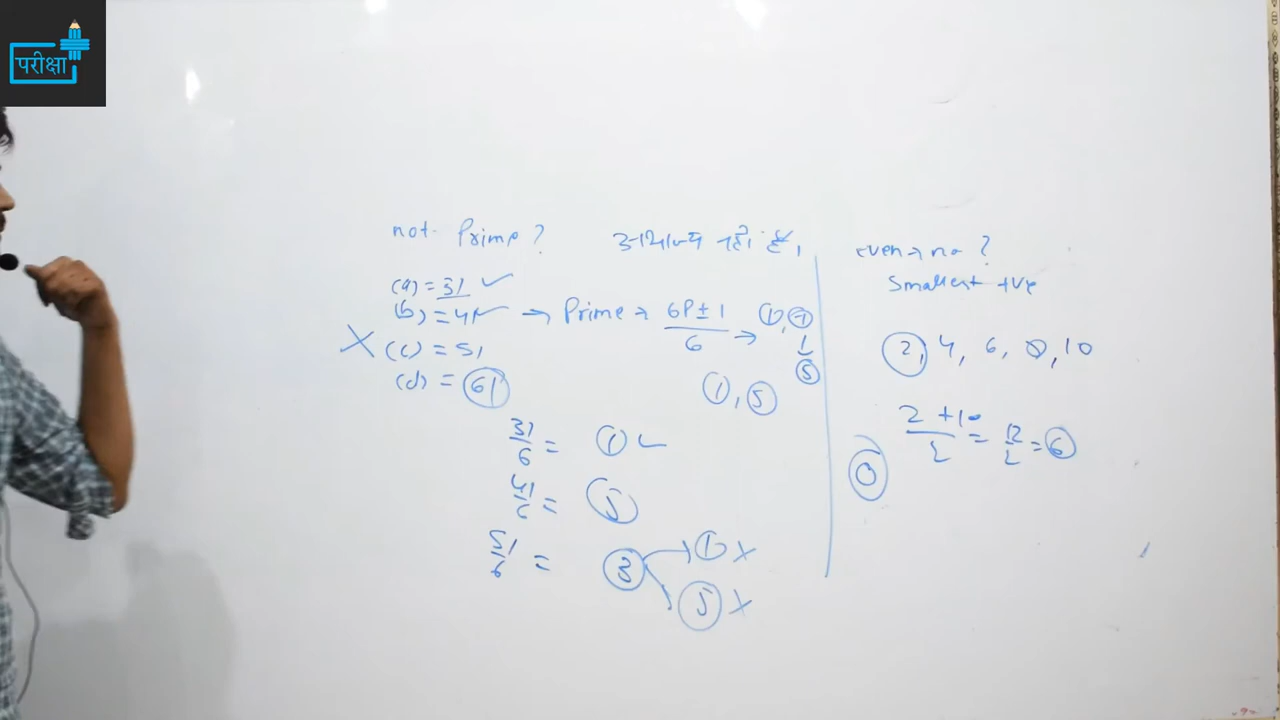 परीक्षा
not Prime ? अभाज्य नहीं है,
(a) = 31 ✓
(b) = 41 ✓ → Prime → 6P ± 1 / 6 → ①,
⑤
X (c) = 51
(d) = 61
①, ⑤
31/6 = ① ✓
41/6 = ⑤
51/6 = ③ → ① x
⑤ x
even → no ?
Smallest +ve
②, 4, 6, 8, 10
2 + 10 / 2 = 12 / 2 = ⑥